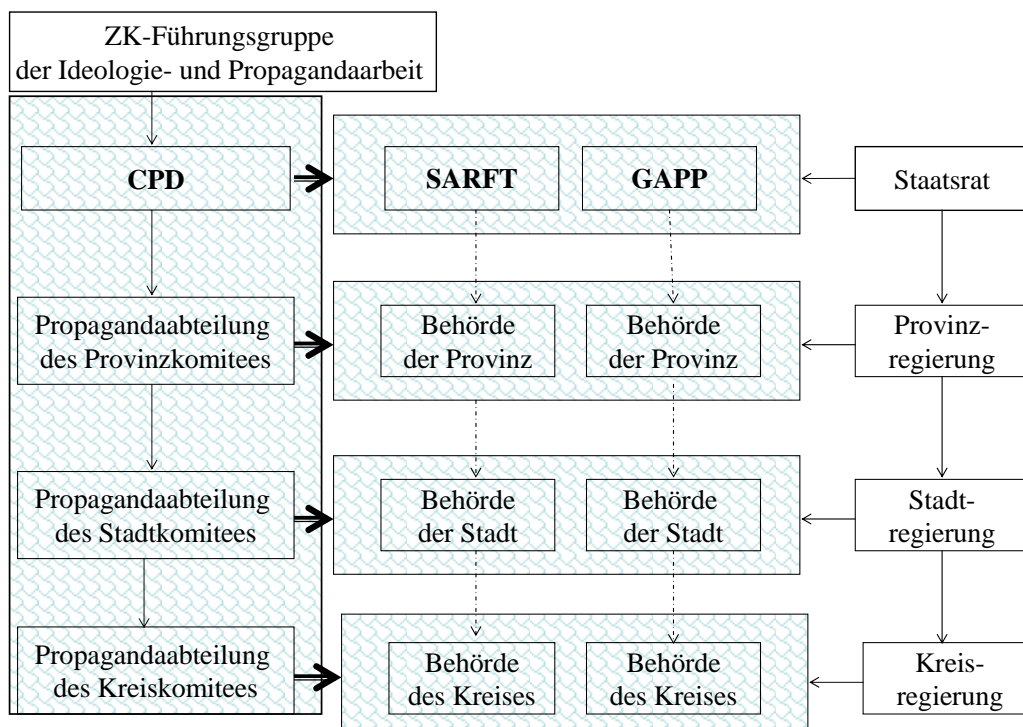 ZK-Führungsgruppe
der Ideologie- und Propagandaarbeit
CPD
SARFT
GAPP
Staatsrat
Propagandaabteilung
des Provinzkomitees
Behörde
der Provinz
Behörde
der Provinz
Provinz-
regierung
Propagandaabteilung
des Stadtkomitees
Behörde
der Stadt
Behörde
der Stadt
Stadt-
regierung
Propagandaabteilung
des Kreiskomitees
Behörde
des Kreises
Behörde
des Kreises
Kreis-
regierung